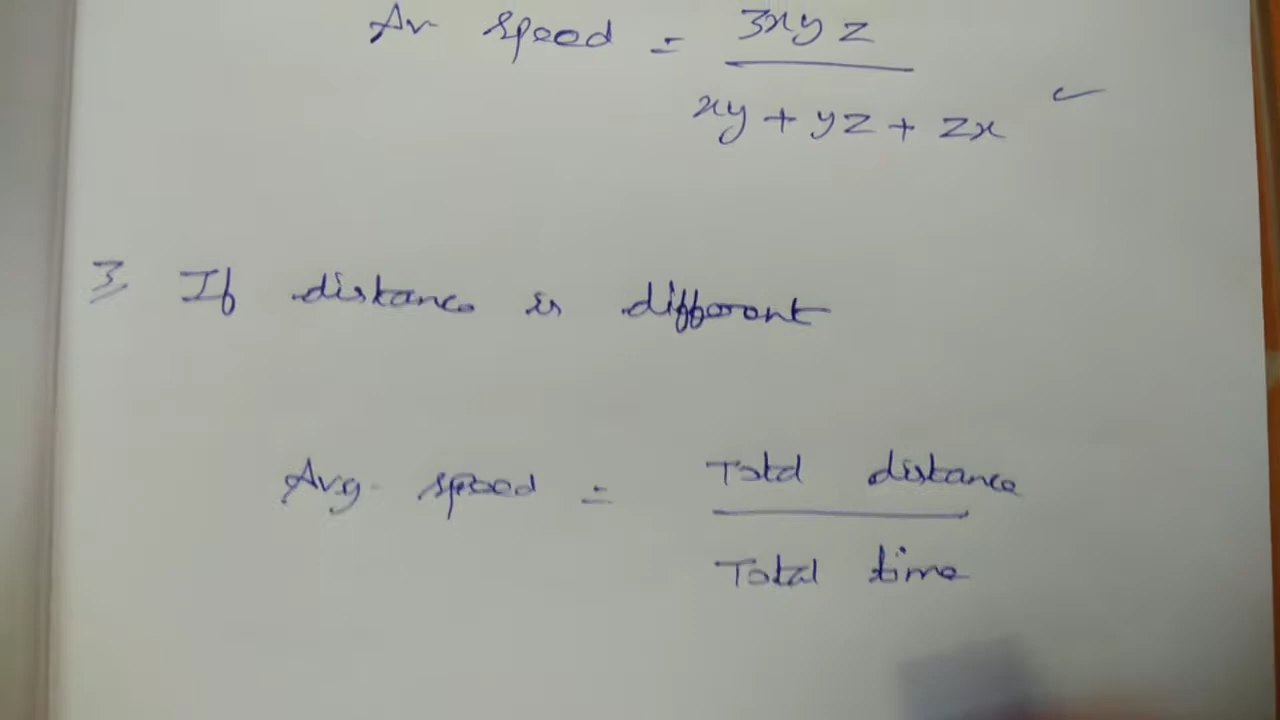 Av speed = 3xyz / xy + yz + zx ✓
3. If distance is different
Avg speed = Total distance / Total time